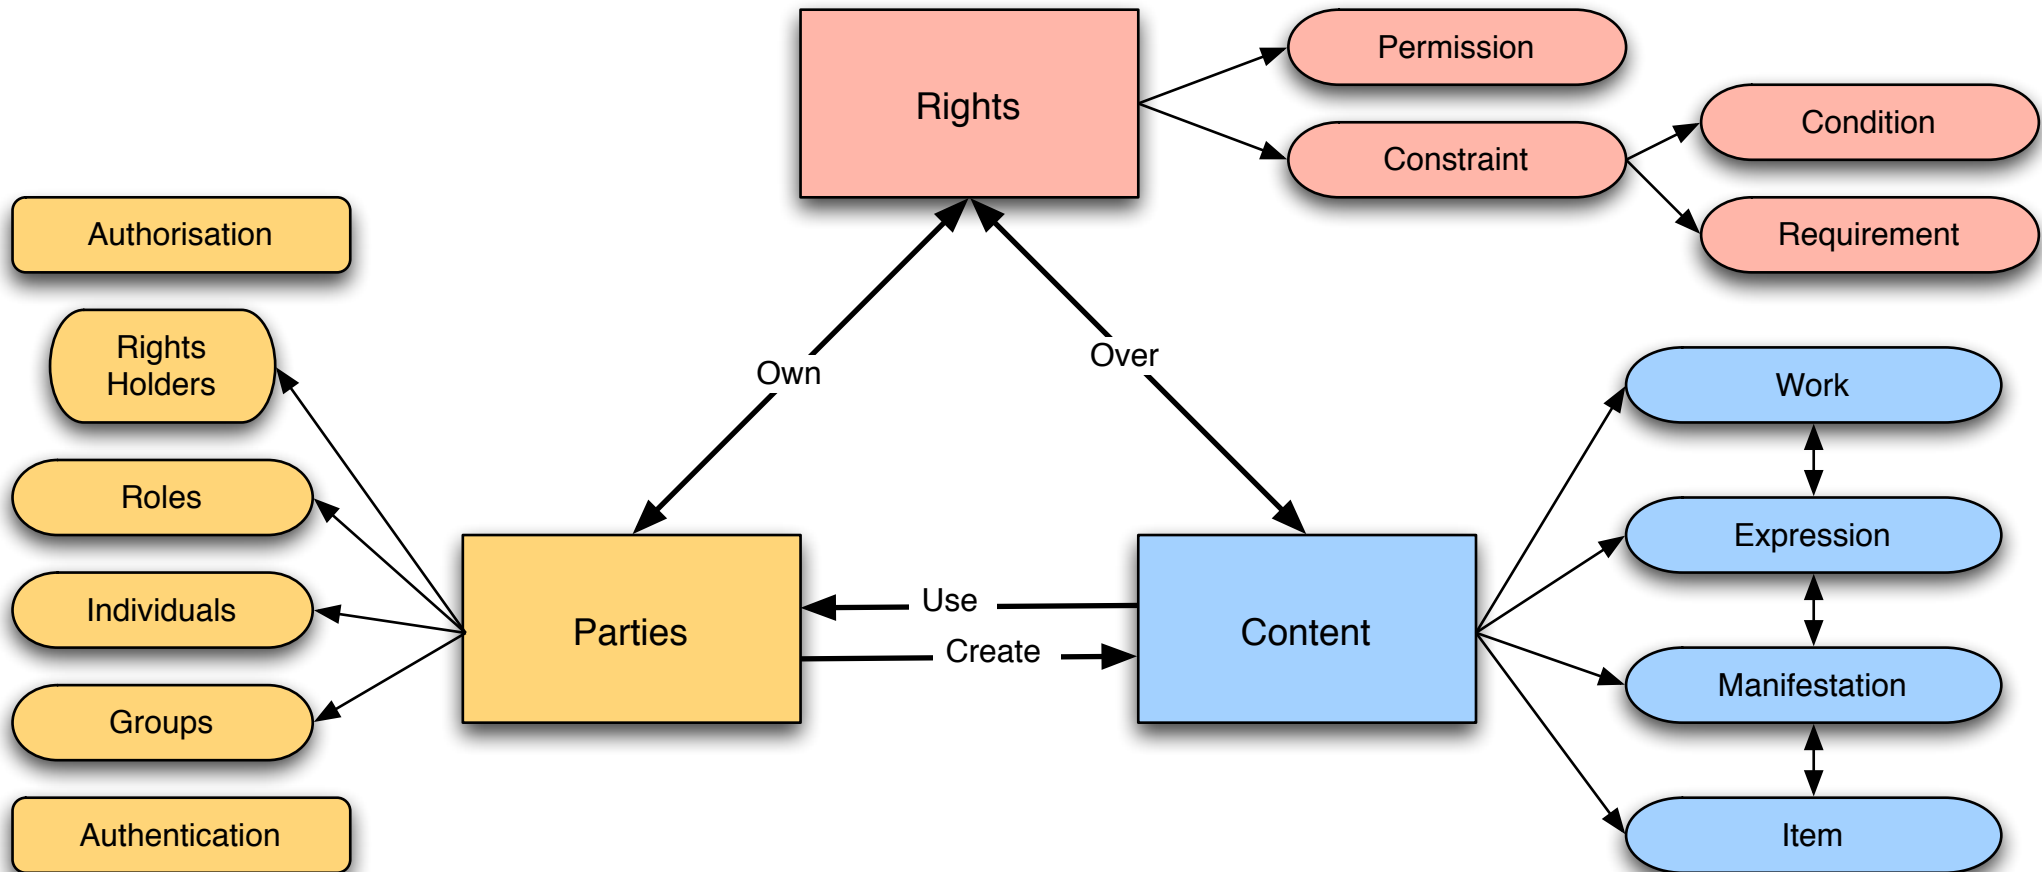 Rights
Permission
Constraint
Condition
Requirement
Authorisation
Rights
Holders
Roles
Individuals
Groups
Authentication
Own
Over
Parties
Use
Create
Content
Work
Expression
Manifestation
Item